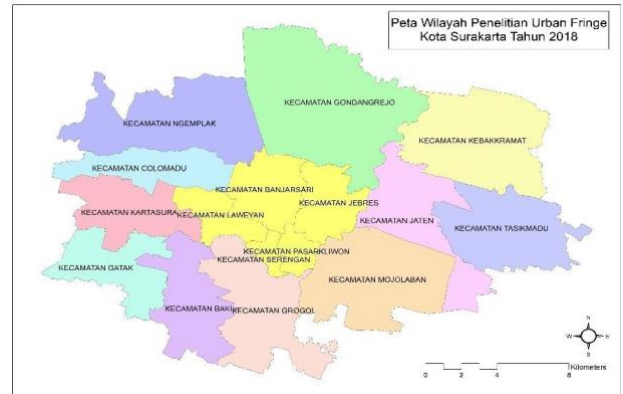 Peta Wilayah Penelitian Urban Fringe
Kota Surakarta Tahun 2018
KECAMATAN GONDANGREJO
KECAMATAN NGEMPLAK
KECAMATAN KEBAKKRAMAT
KECAMATAN COLOMADU
KECAMATAN BANJARSARI
KECAMATAN JEBRES
KECAMATAN KARTASURA
KECAMATAN LAWEYAN
KECAMATAN JATEN
KECAMATAN TASIKMADU
KECAMATAN PASARKLIWON
KECAMATAN SERENGAN
KECAMATAN GATAK
KECAMATAN MOJOLABAN
KECAMATAN BAKI
KECAMATAN GROGOL
N
W E
S
Kilometers
0 1 2 4 8